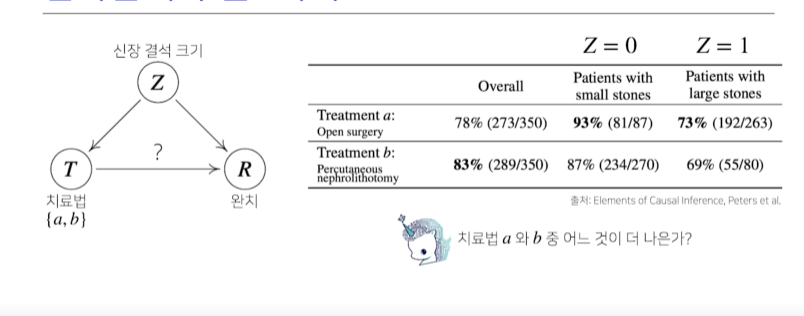 신장 결석 크기
Z
?
T
R
치료법
{a, b}
완치
Z = 0
Z = 1
Overall
Patients with
small stones
Patients with
large stones
Treatment a:
Open surgery
78% (273/350)
93% (81/87)
73% (192/263)
Treatment b:
Percutaneous
nephrolithotomy
83% (289/350)
87% (234/270)
69% (55/80)
출처: Elements of Causal Inference, Peters et al.
치료법 a 와 b 중 어느 것이 더 나은가?